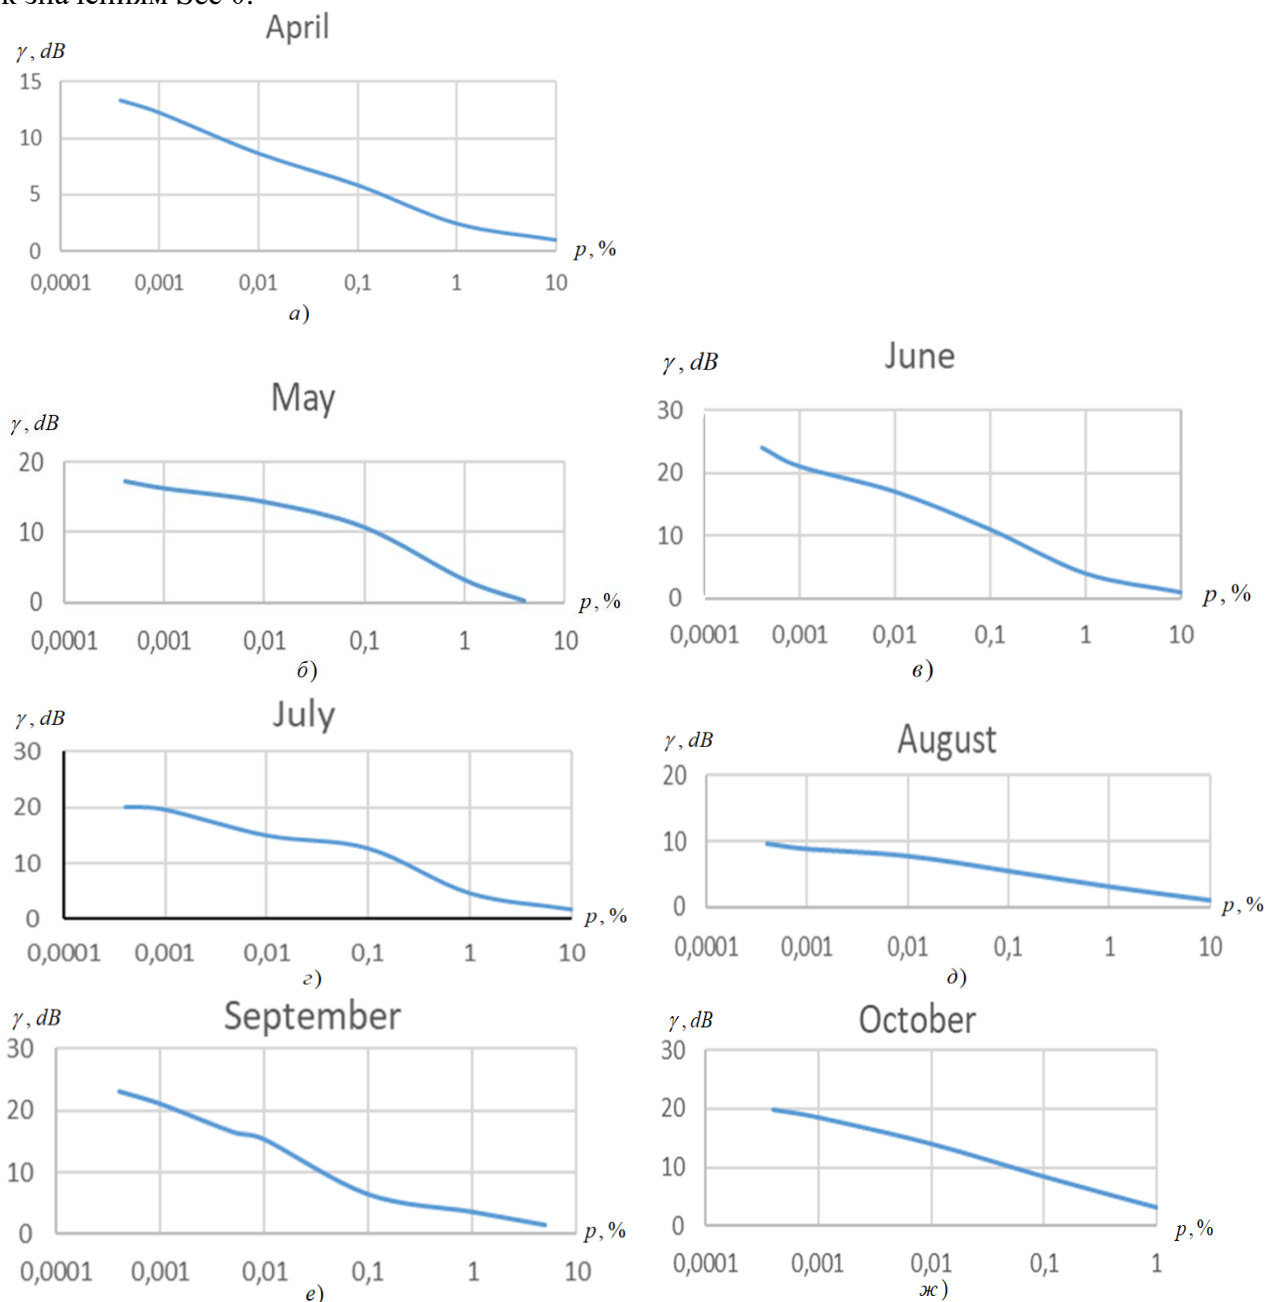 к значениям Sec θ.
April
γ, dB
15
10
5
0
p, %
0,0001 0,001 0,01 0,1 1 10
а)
May
γ, dB
20
10
0
p, %
0,0001 0,001 0,01 0,1 1 10
б)
June
γ, dB
30
20
10
0
p, %
0,0001 0,001 0,01 0,1 1 10
в)
July
γ, dB
30
20
10
0
p, %
0,0001 0,001 0,01 0,1 1 10
г)
August
γ, dB
20
10
0
p, %
0,0001 0,001 0,01 0,1 1 10
д)
September
γ, dB
30
20
10
0
p, %
0,0001 0,001 0,01 0,1 1 10
е)
October
γ, dB
30
20
10
0
p, %
0,0001 0,001 0,01 0,1 1
ж)